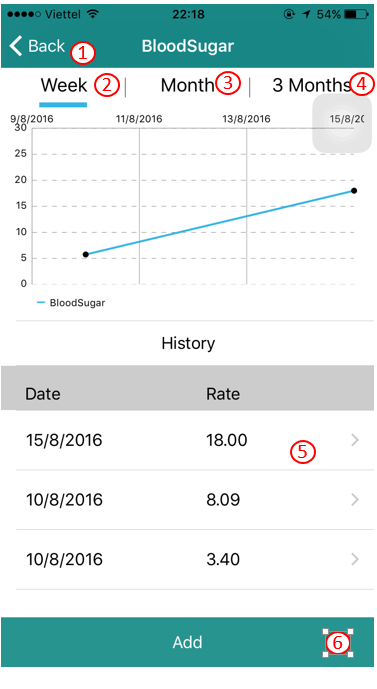 Viettel 22:18 54%
Back BloodSugar
1
Week 2 Month 3 3 Months 4
9/8/2016 11/8/2016 13/8/2016 15/8/20
30
25
20
15
10
5
0
BloodSugar
History
Date Rate
15/8/2016 18.00
5
10/8/2016 8.09
10/8/2016 3.40
Add 6